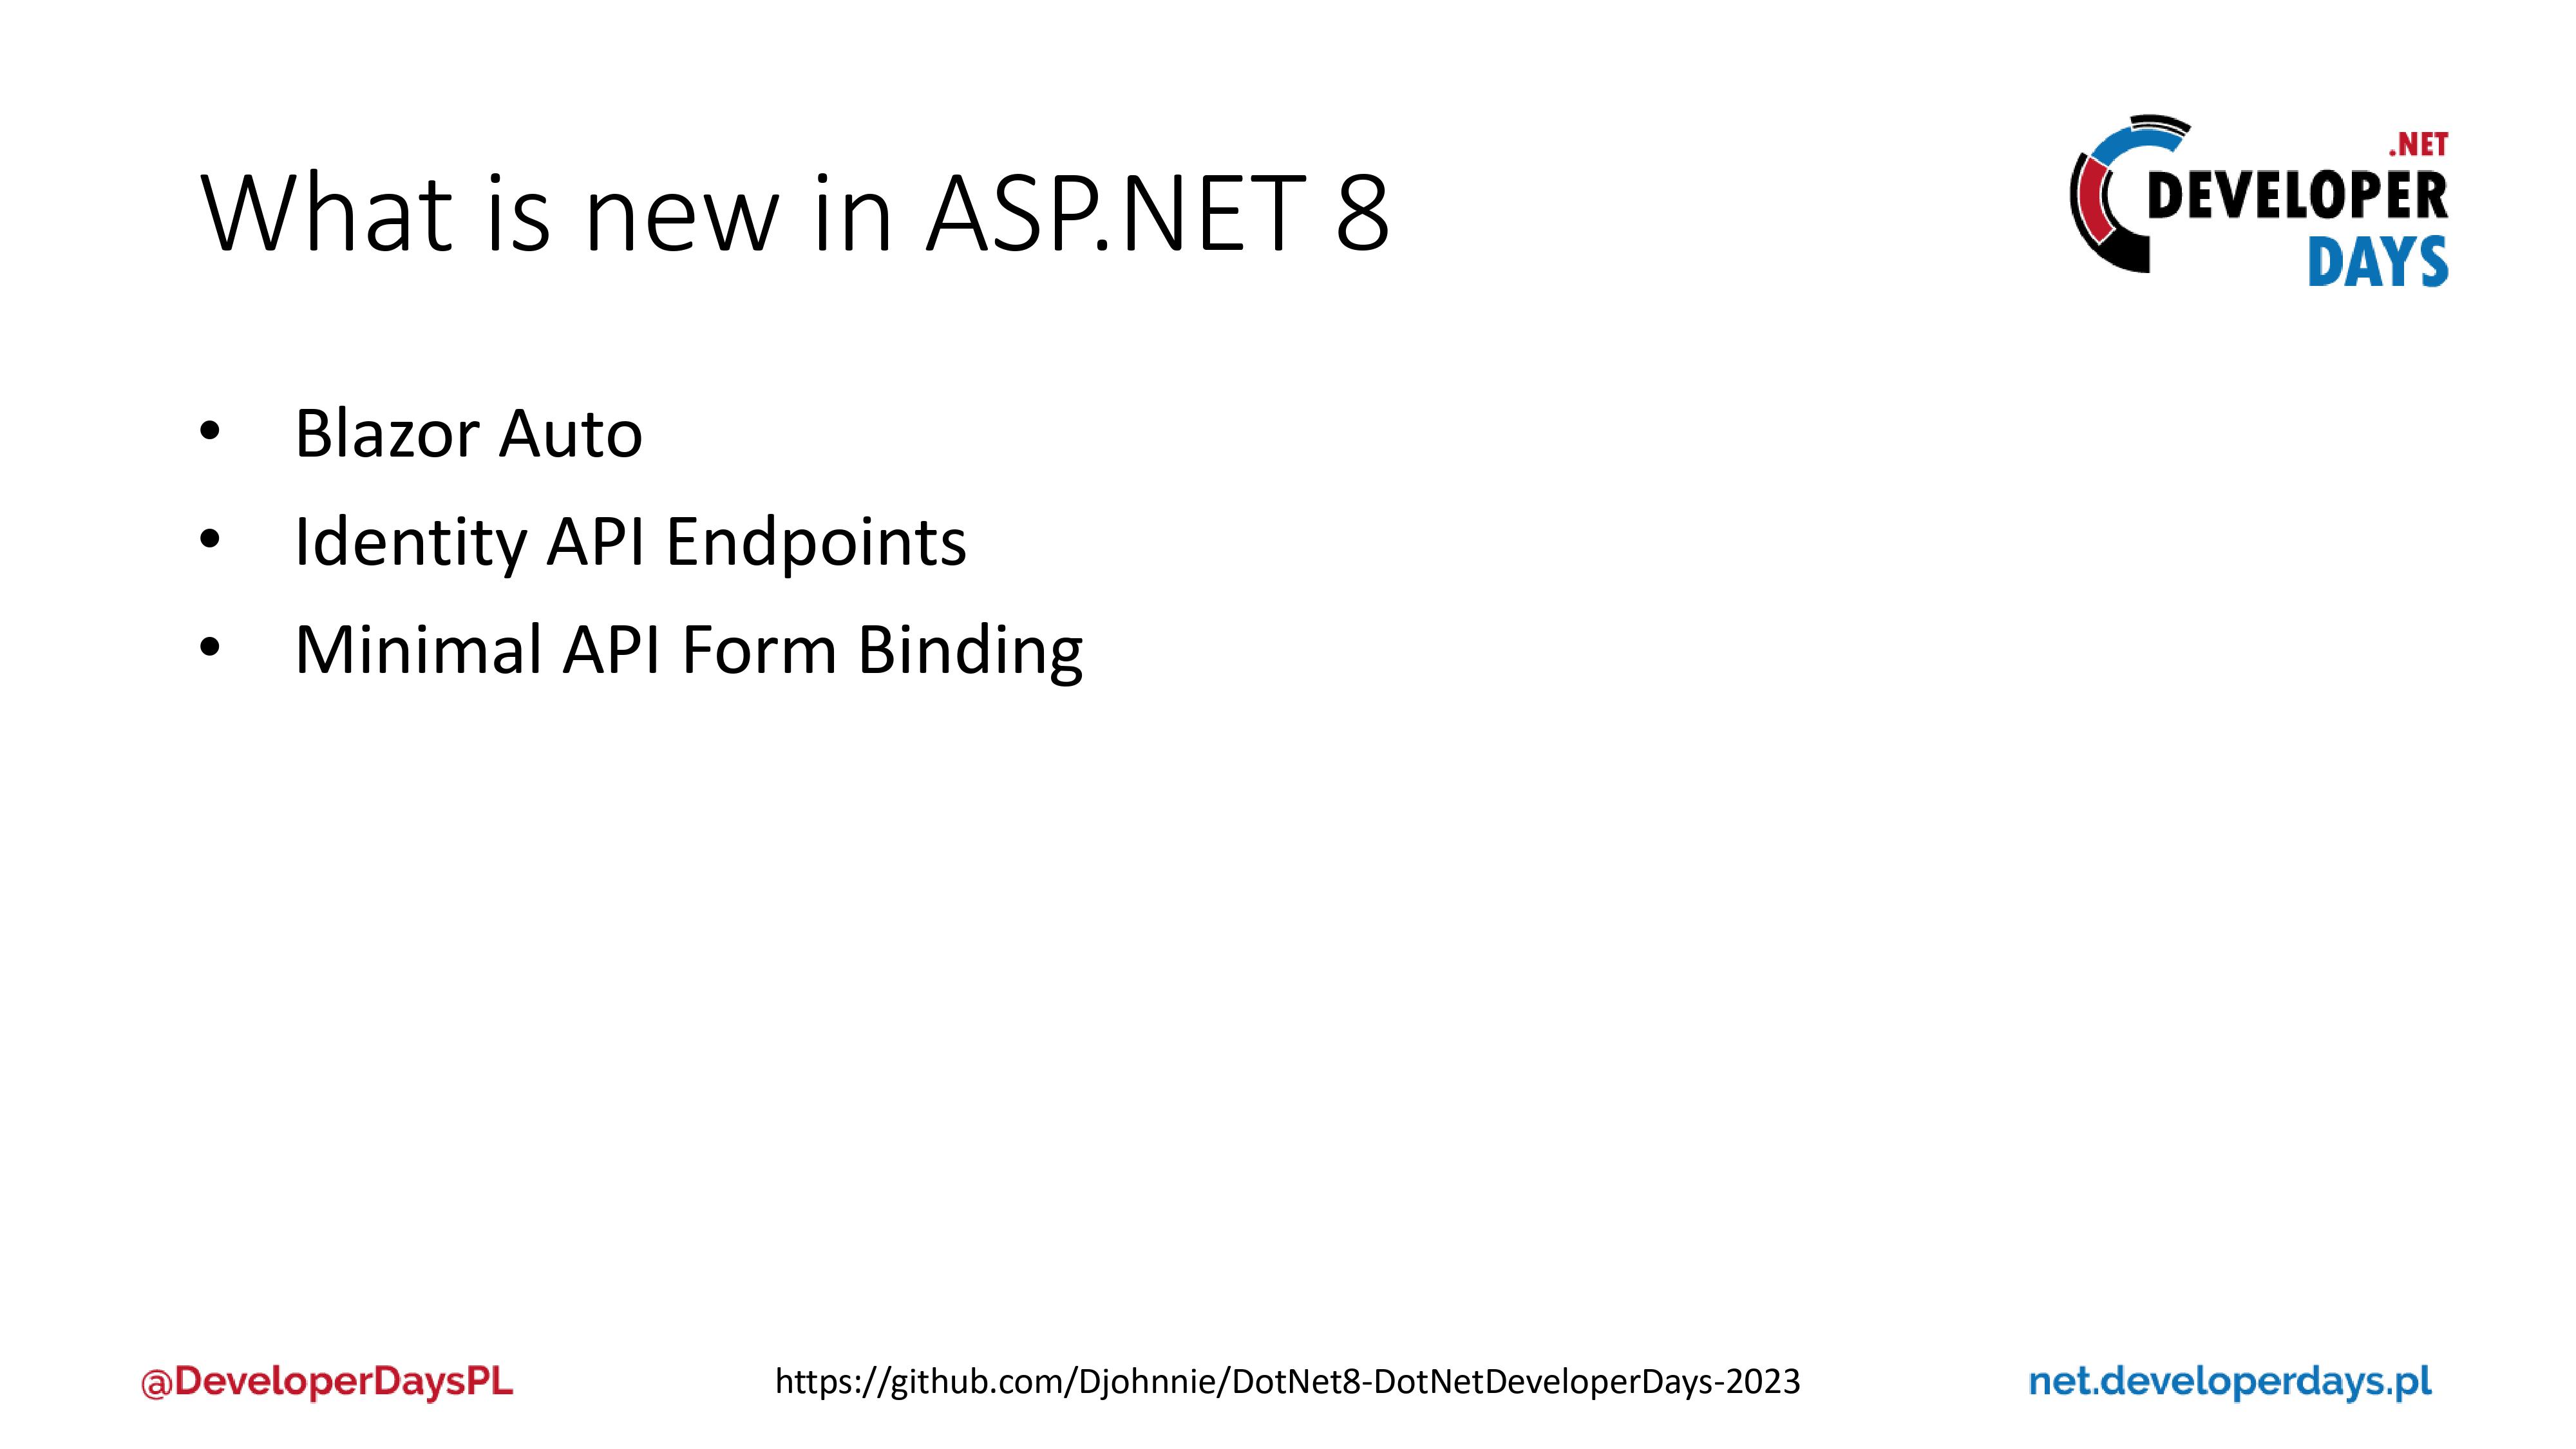 What is new in ASP.NET 8
.NET
DEVELOPER
DAYS
• Blazor Auto
• Identity API Endpoints
• Minimal API Form Binding
@DeveloperDaysPL
https://github.com/Djohnnie/DotNet8-DotNetDeveloperDays-2023
net.developerdays.pl